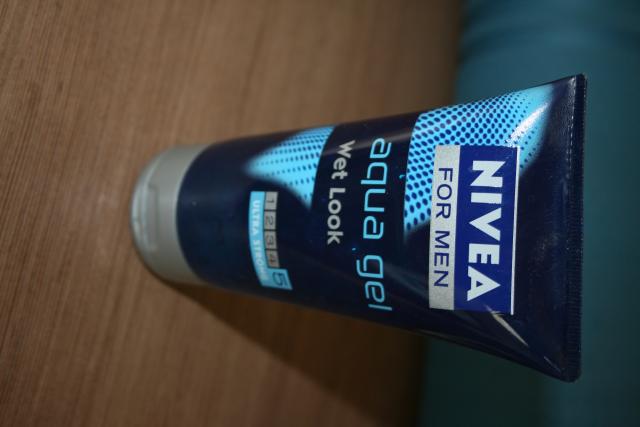 NIVEA
FOR MEN
aqua gel
Wet Look
1 2 3 4 5
ULTRA STRONG